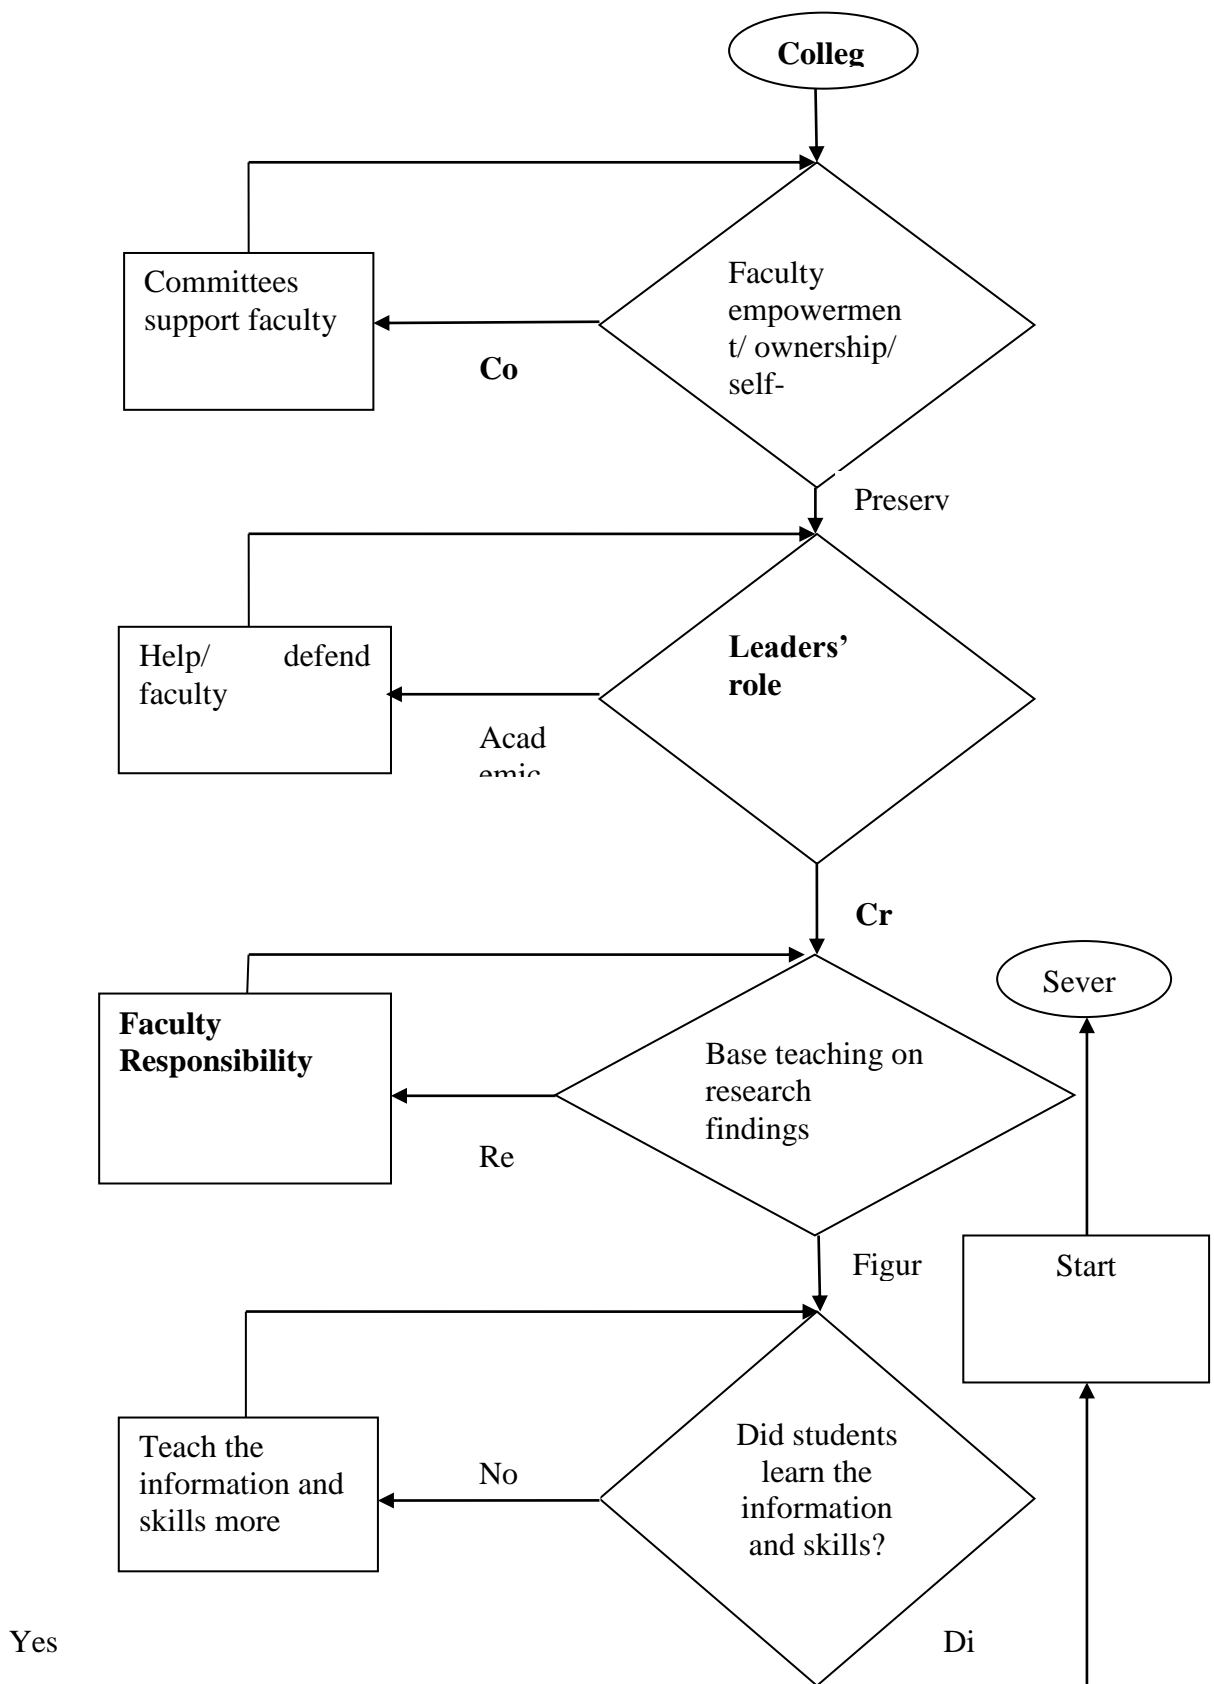 Colleg
Faculty
empowermen
t/ ownership/
self-
Committees
support faculty
Co
Preserv
Leaders’
role
Help/ defend
faculty
Acad
emic
Cr
Sever
Faculty
Responsibility
Base teaching on
research
findings
Re
Figur
Start
Did students
learn the
information
and skills?
Teach the
information and
skills more
No
Yes
Di